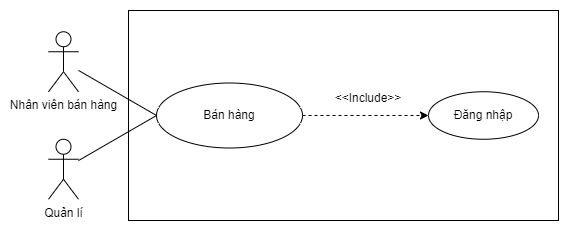 Nhân viên bán hàng
Quản lí
Bán hàng
<<Include>>
Đăng nhập